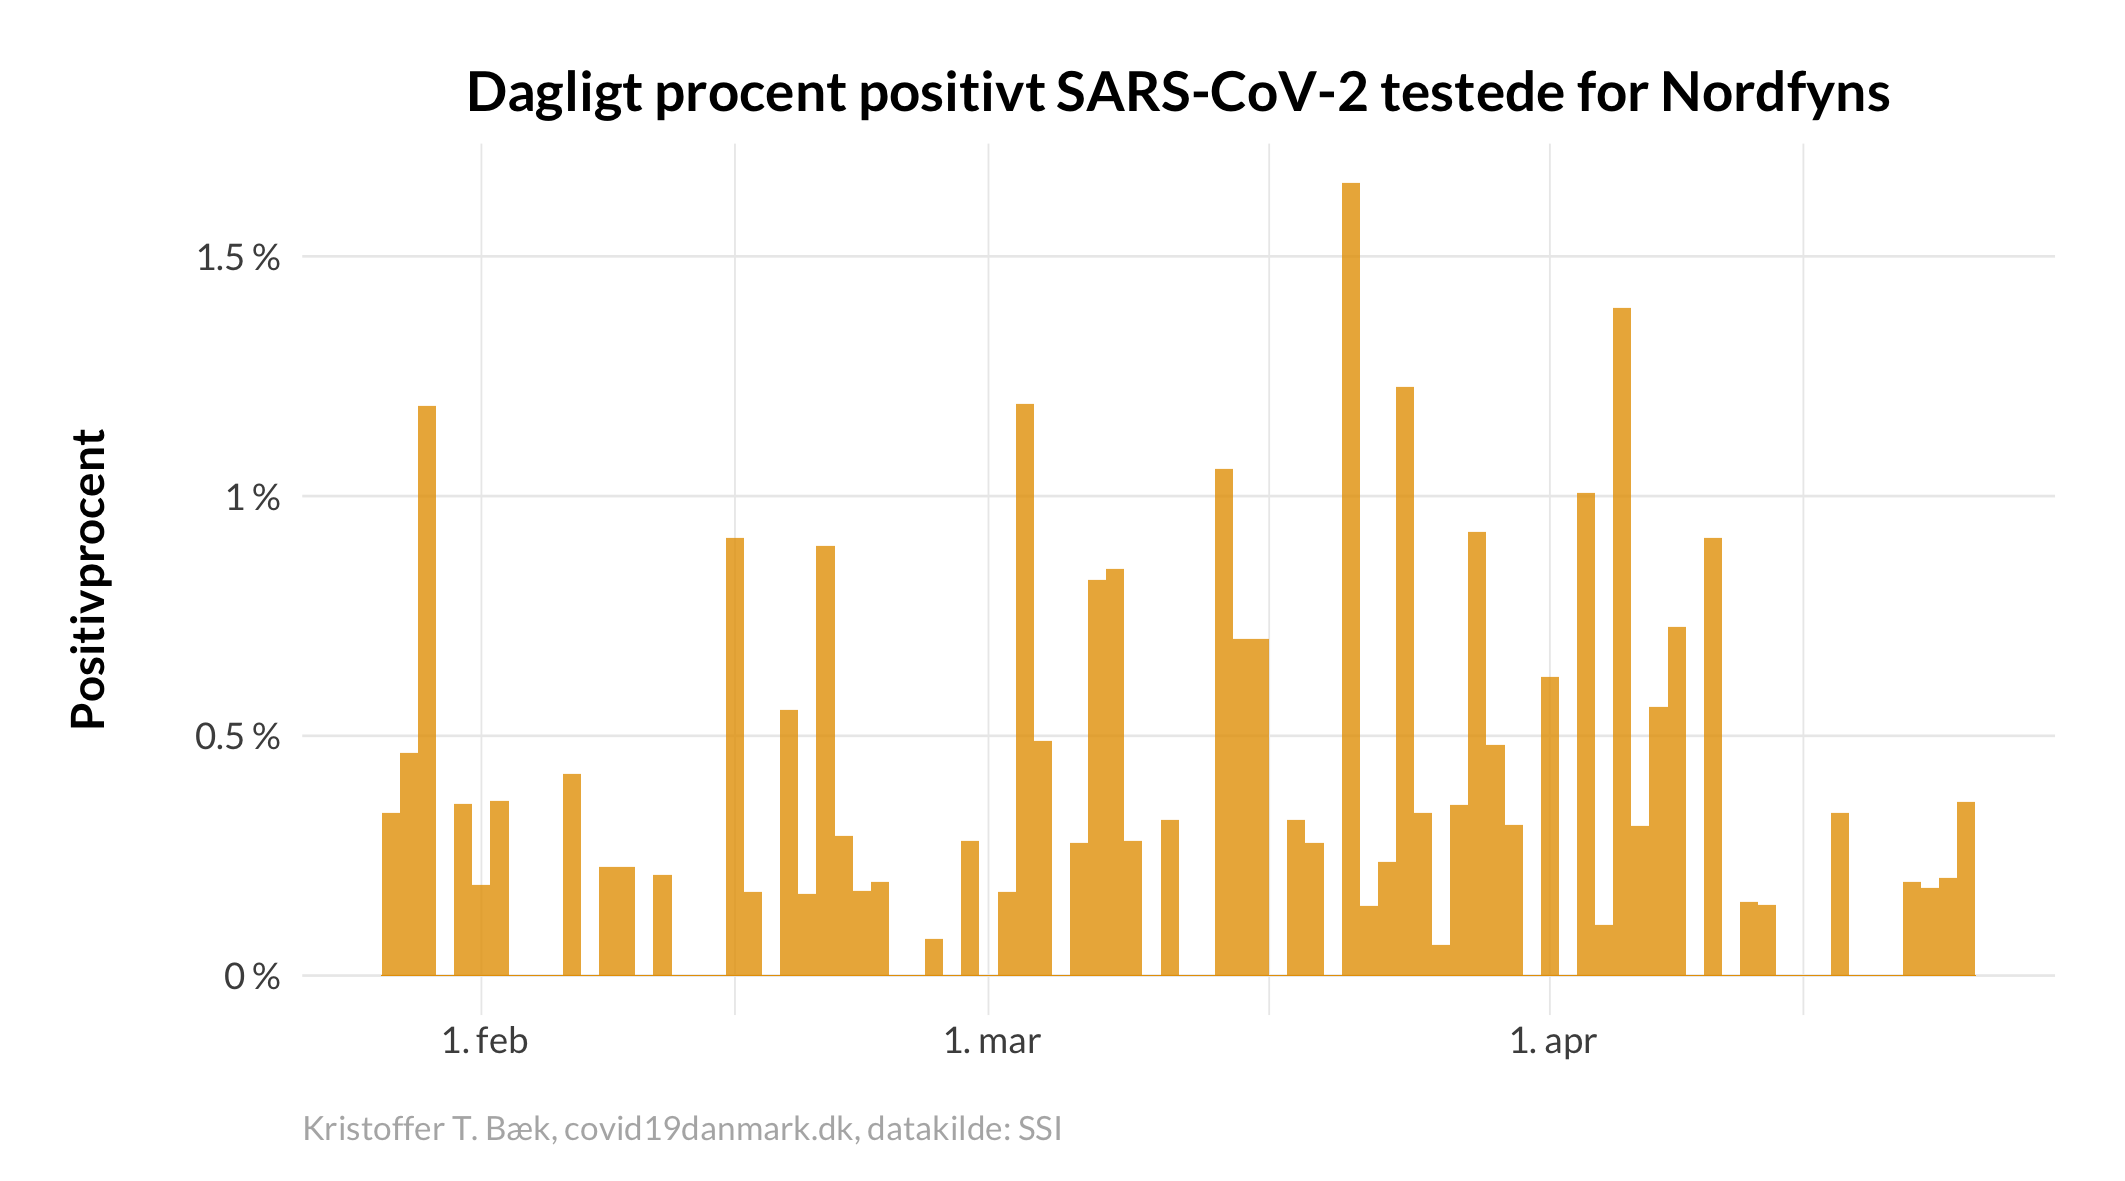 Dagligt procent positivt SARS-CoV-2 testede for Nordfyns
Positivprocent
1.5 %
1 %
0.5 %
0 %
1. feb
1. mar
1. apr
Kristoffer T. Bæk, covid19danmark.dk, datakilde: SSI